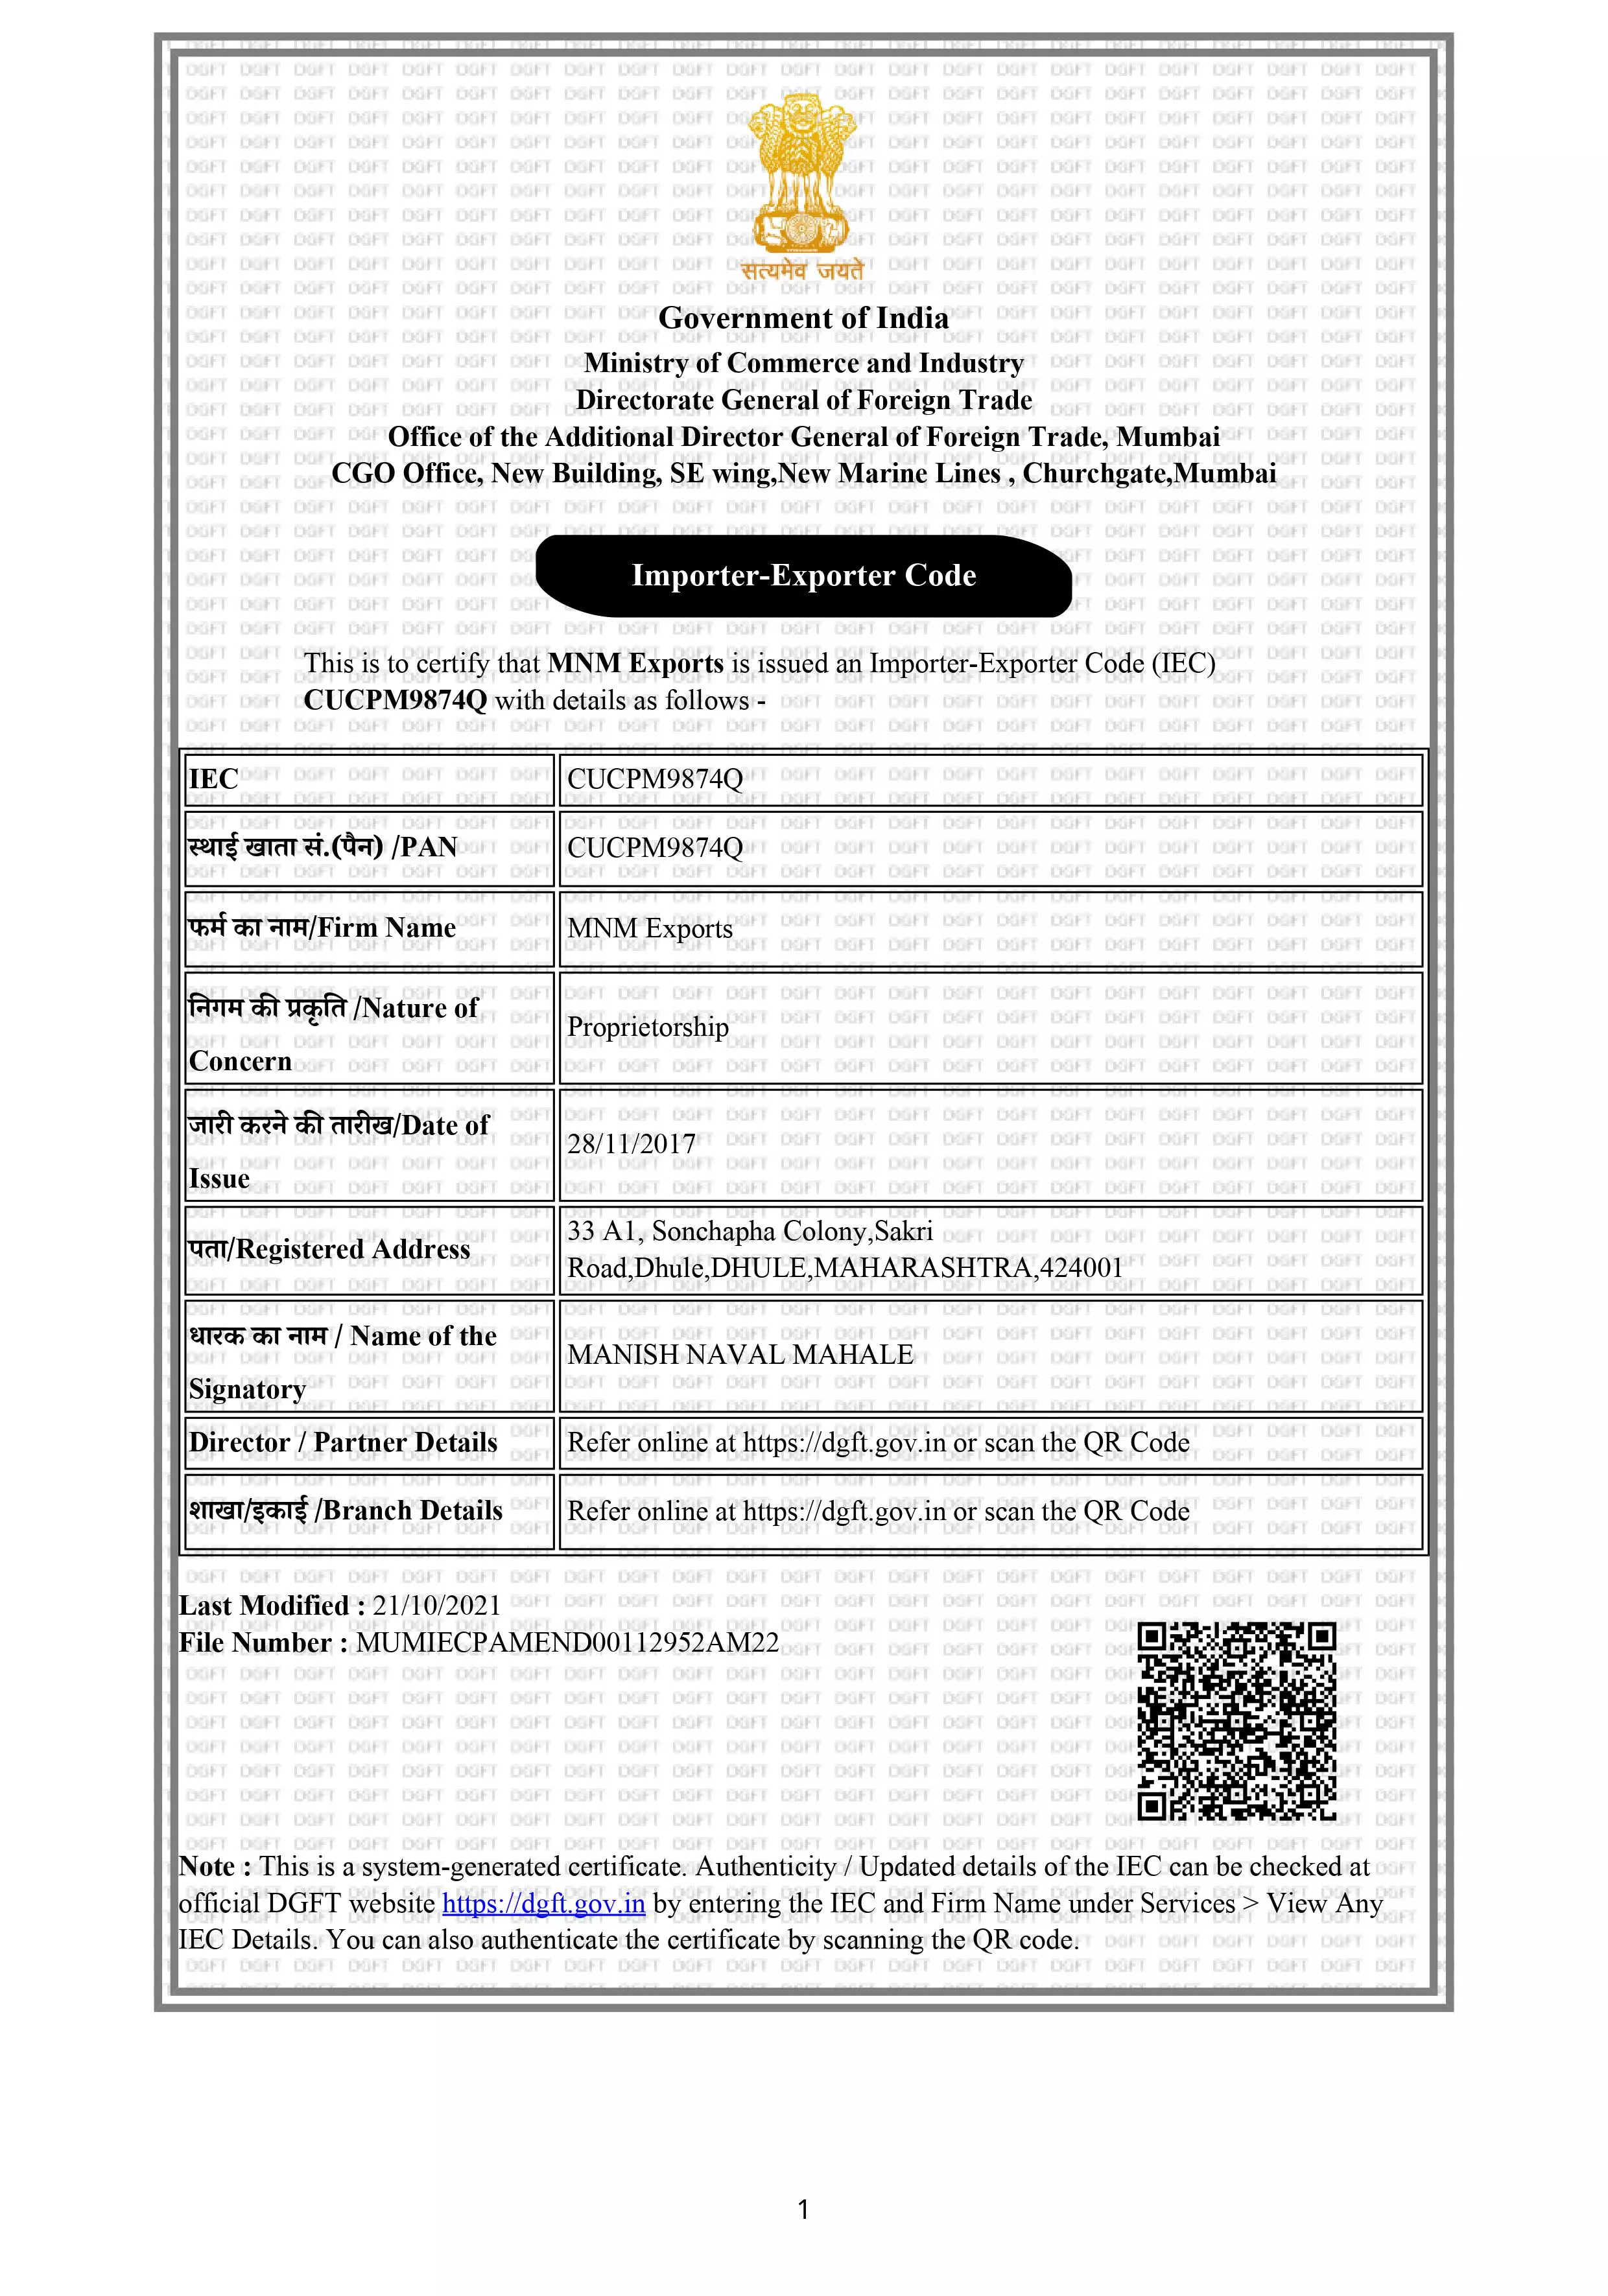 सत्यमेव जयते
Government of India
Ministry of Commerce and Industry
Directorate General of Foreign Trade
Office of the Additional Director General of Foreign Trade, Mumbai
CGO Office, New Building, SE wing,New Marine Lines , Churchgate,Mumbai
Importer-Exporter Code
This is to certify that MNM Exports is issued an Importer-Exporter Code (IEC)
CUCPM9874Q with details as follows -
IEC
CUCPM9874Q
स्थाई खाता सं.(पैन) /PAN
CUCPM9874Q
फर्म का नाम/Firm Name
MNM Exports
निगम की प्रकृति /Nature of
Concern
Proprietorship
जारी करने की तारीख/Date of
Issue
28/11/2017
पता/Registered Address
33 A1, Sonchapha Colony,Sakri
Road,Dhule,DHULE,MAHARASHTRA,424001
धारक का नाम / Name of the
Signatory
MANISH NAVAL MAHALE
Director / Partner Details
Refer online at https://dgft.gov.in or scan the QR Code
शाखा/इकाई /Branch Details
Refer online at https://dgft.gov.in or scan the QR Code
Last Modified : 21/10/2021
File Number : MUMIECPAMEND00112952AM22
Note : This is a system-generated certificate. Authenticity / Updated details of the IEC can be checked at
official DGFT website https://dgft.gov.in by entering the IEC and Firm Name under Services > View Any
IEC Details. You can also authenticate the certificate by scanning the QR code.
1